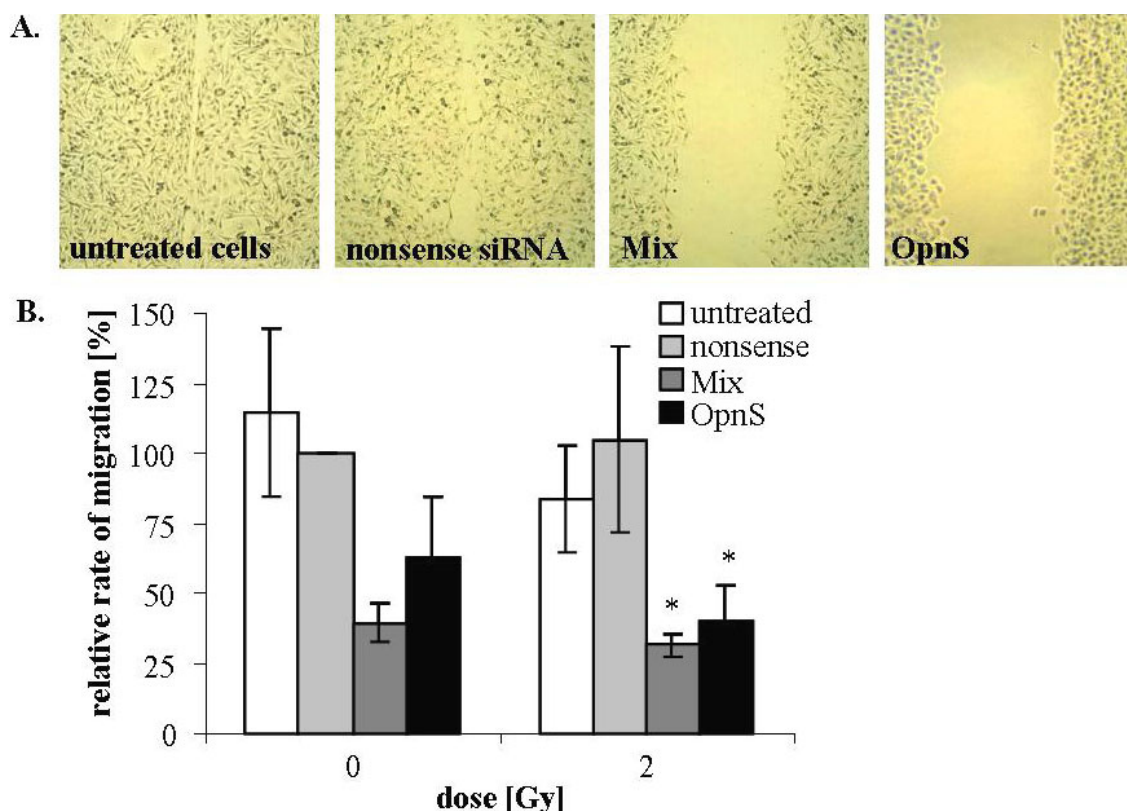 A.
untreated cells
nonsense siRNA
Mix
OpnS
B.
relative rate of migration [%]
150
125
100
75
50
25
0
untreated
nonsense
Mix
OpnS
*
*
0
2
dose [Gy]